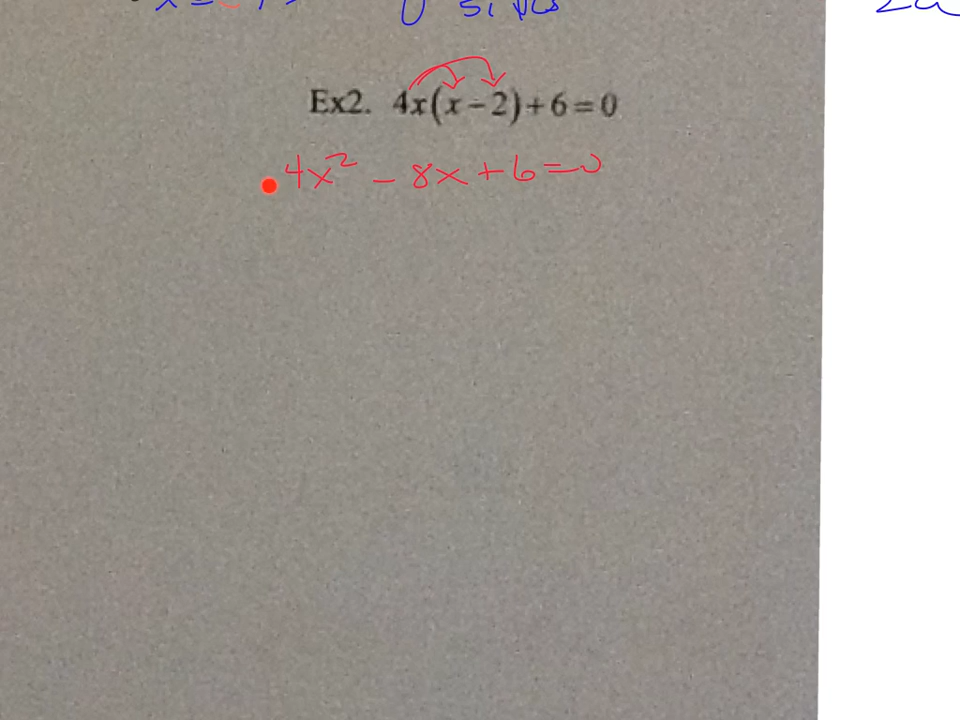 Ex2. 4x(x−2)+6=0
4x² − 8x + 6 = 0